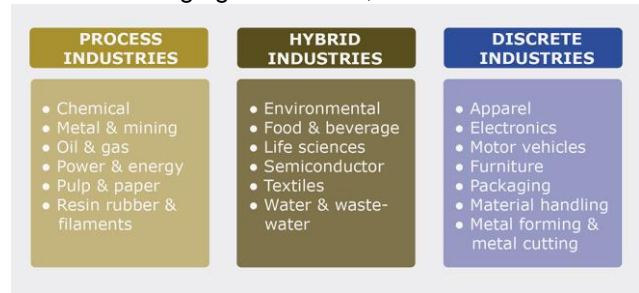 PROCESS
INDUSTRIES
• Chemical
• Metal & mining
• Oil & gas
• Power & energy
• Pulp & paper
• Resin rubber &
filaments
HYBRID
INDUSTRIES
• Environmental
• Food & beverage
• Life sciences
• Semiconductor
• Textiles
• Water & waste-
water
DISCRETE
INDUSTRIES
• Apparel
• Electronics
• Motor vehicles
• Furniture
• Packaging
• Material handling
• Metal forming &
metal cutting